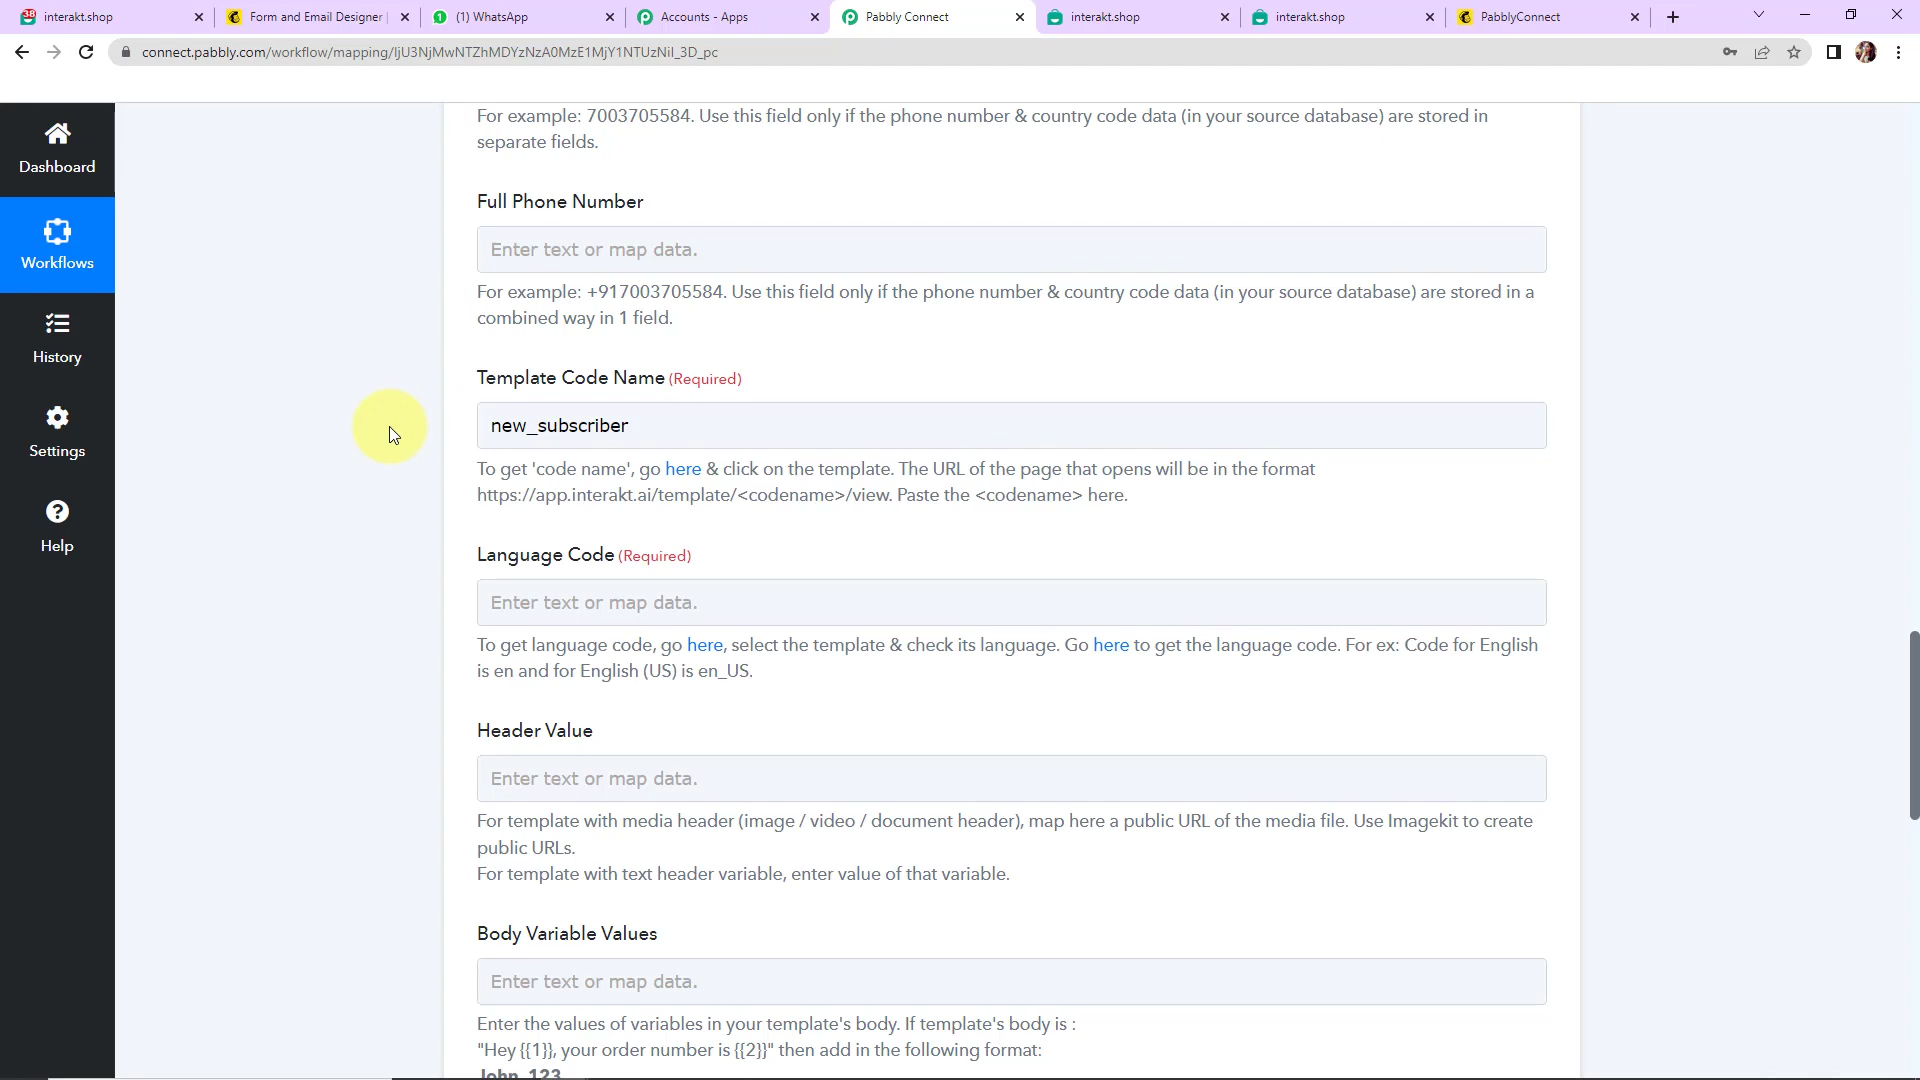 interakt.shop
Form and Email Designer
(1) WhatsApp
Accounts - Apps
Pabbly Connect
interakt.shop
interakt.shop
PabblyConnect
connect.pabbly.com/workflow/mapping/IjU3NjMwNTZhMDYzNzA0MzE1MjY1NTUzNiI_3D_pc
Dashboard
Workflows
History
Settings
Help
For example: 7003705584. Use this field only if the phone number & country code data (in your source database) are stored in
separate fields.
Full Phone Number
Enter text or map data.
For example: +917003705584. Use this field only if the phone number & country code data (in your source database) are stored in a
combined way in 1 field.
Template Code Name (Required)
new_subscriber
To get 'code name', go here & click on the template. The URL of the page that opens will be in the format
https://app.interakt.ai/template/<codename>/view. Paste the <codename> here.
Language Code (Required)
Enter text or map data.
To get language code, go here, select the template & check its language. Go here to get the language code. For ex: Code for English
is en and for English (US) is en_US.
Header Value
Enter text or map data.
For template with media header (image / video / document header), map here a public URL of the media file. Use Imagekit to create
public URLs.
For template with text header variable, enter value of that variable.
Body Variable Values
Enter text or map data.
Enter the values of variables in your template's body. If template's body is :
"Hey {{1}}, your order number is {{2}}" then add in the following format:
John, 123